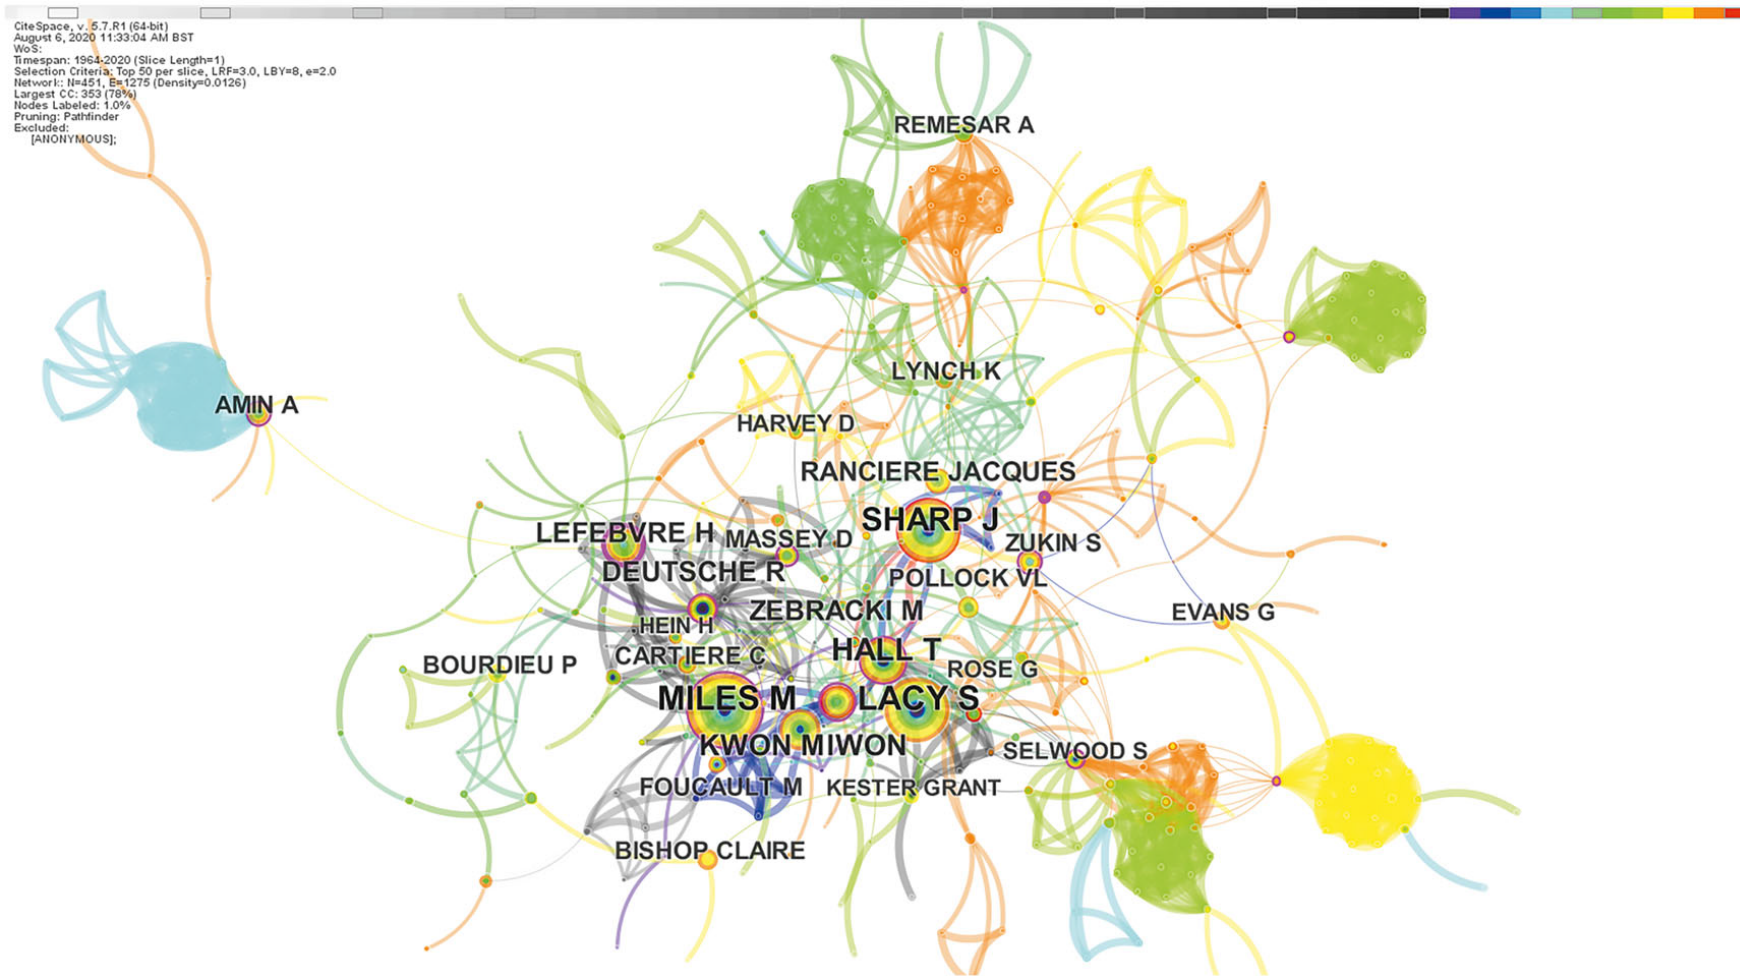 CiteSpace, v. 5.7.R1 (64-bit)
August 6, 2020 11:33:04 AM BST
WoS:
Timespan: 1964-2020 (Slice Length=1)
Selection Criteria: Top 50 per slice, LRF=3.0, LBY=8, e=2.0
Network: N=451, E=1275 (Density=0.0126)
Largest CC: 353 (78%)
Nodes Labeled: 1.0%
Pruning: Pathfinder
Excluded:
[ANONYMOUS];
REMESAR A
LYNCH K
AMIN A
HARVEY D
RANCIERE JACQUES
SHARP J
LEFEBVRE H
MASSEY D
ZUKIN S
DEUTSCHE R
POLLOCK VL
ZEBRACKI M
EVANS G
HEIN H
HALL T
CARTIERE C
BOURDIEU P
ROSE G
MILES M
LACY S
KWON MIWON
SELWOOD S
FOUCAULT M
KESTER GRANT
BISHOP CLAIRE